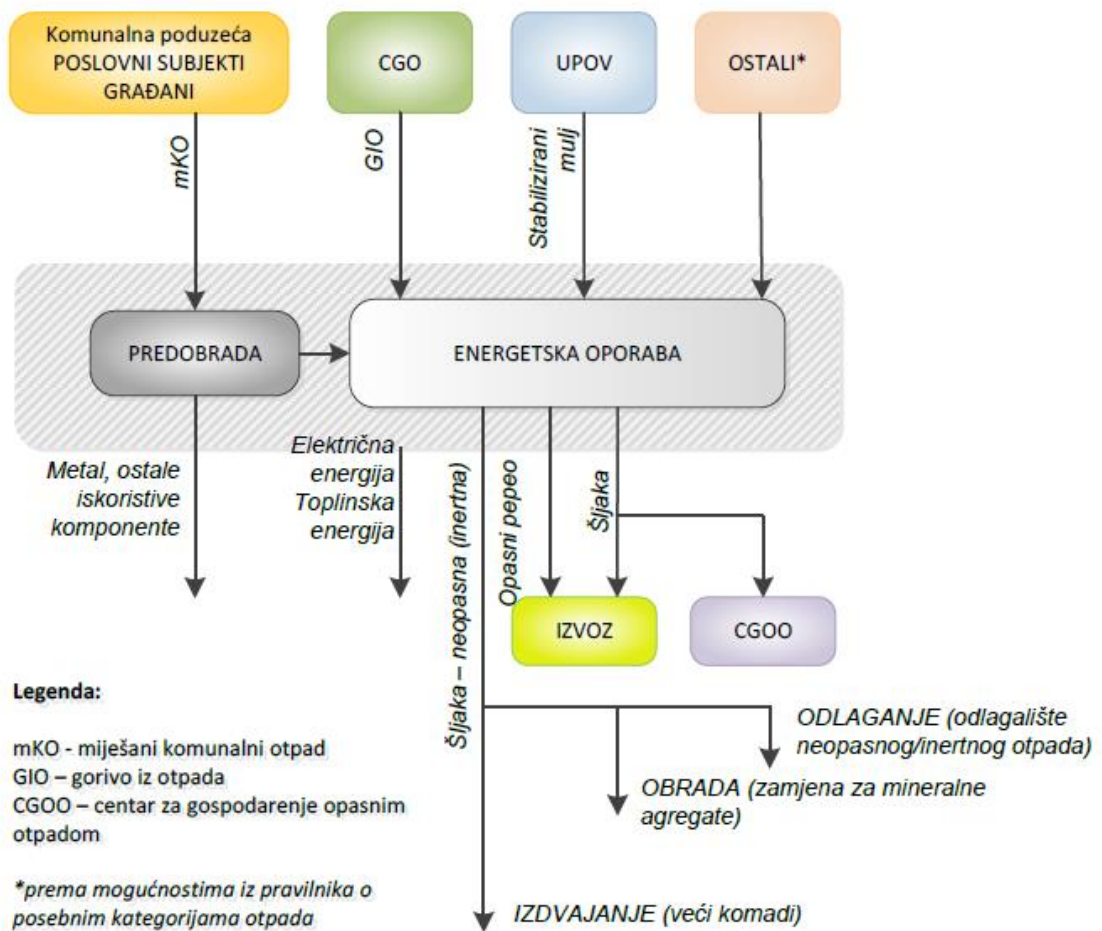 Komunalna poduzeća
POSLOVNI SUBJEKTI
GRAĐANI
CGO
UPOV
OSTALI*
mKO
GIO
Stabilizirani
mulj
PREDOBRADA
ENERGETSKA OPORABA
Metal, ostale
iskoristive
komponente
Električna
energija
Toplinska
energija
Šljaka – neopasna (inertna)
Opasni pepeo
Šljaka
IZVOZ
CGOO
Legenda:
mKO - miješani komunalni otpad
GIO – gorivo iz otpada
CGOO – centar za gospodarenje opasnim
otpadom
*prema mogućnostima iz pravilnika o
posebnim kategorijama otpada
ODLAGANJE (odlagalište
neopasnog/inertnog otpada)
OBRADA (zamjena za mineralne
agregate)
IZDVAJANJE (veći komadi)